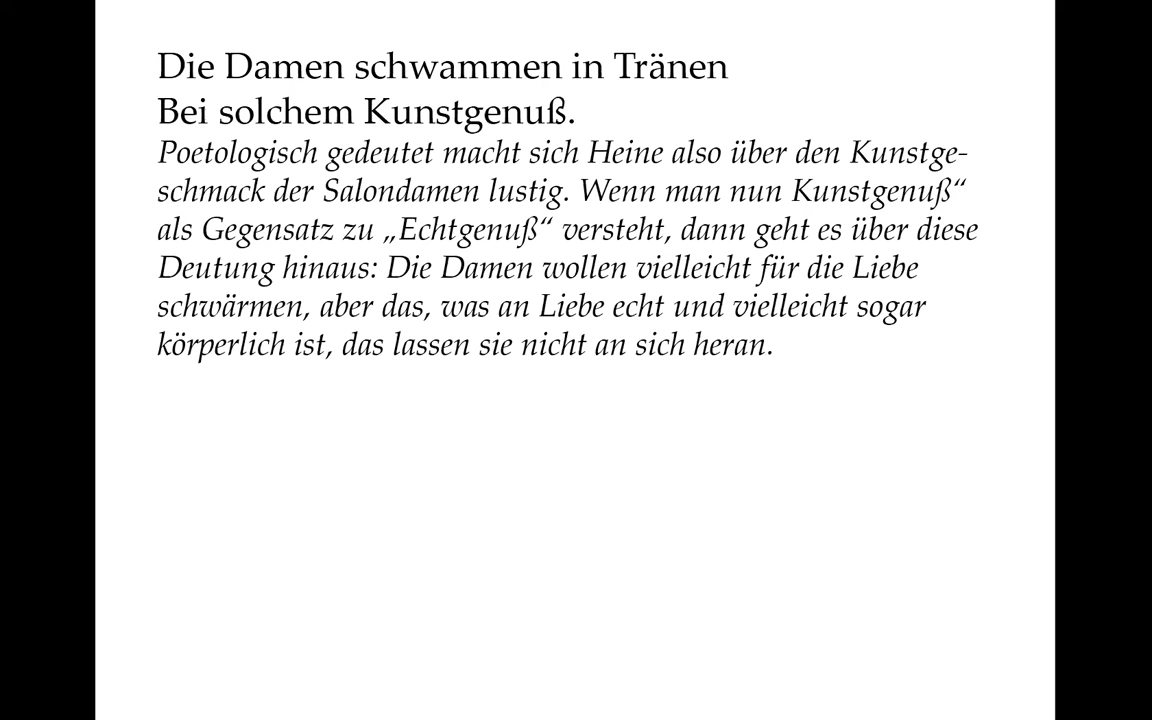 Die Damen schwammen in Tränen
Bei solchem Kunstgenuß.
Poetologisch gedeutet macht sich Heine also über den Kunstge-
schmack der Salondamen lustig. Wenn man nun Kunstgenuß“
als Gegensatz zu „Echtgenuß“ versteht, dann geht es über diese
Deutung hinaus: Die Damen wollen vielleicht für die Liebe
schwärmen, aber das, was an Liebe echt und vielleicht sogar
körperlich ist, das lassen sie nicht an sich heran.